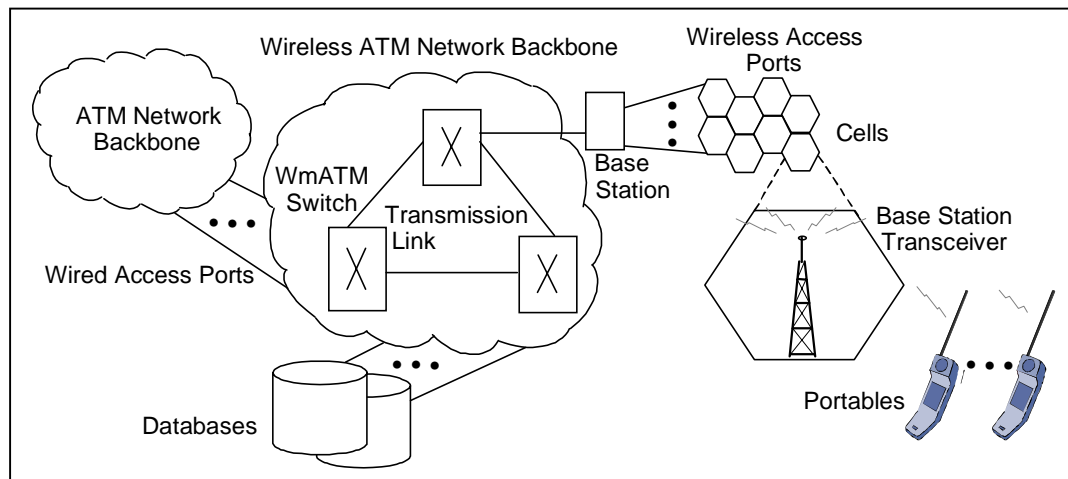 Wireless ATM Network Backbone
Wireless Access
Ports
ATM Network
Backbone
Cells
Base
Station
WmATM
Switch
Transmission
Link
Base Station
Transceiver
Wired Access Ports
Portables
Databases